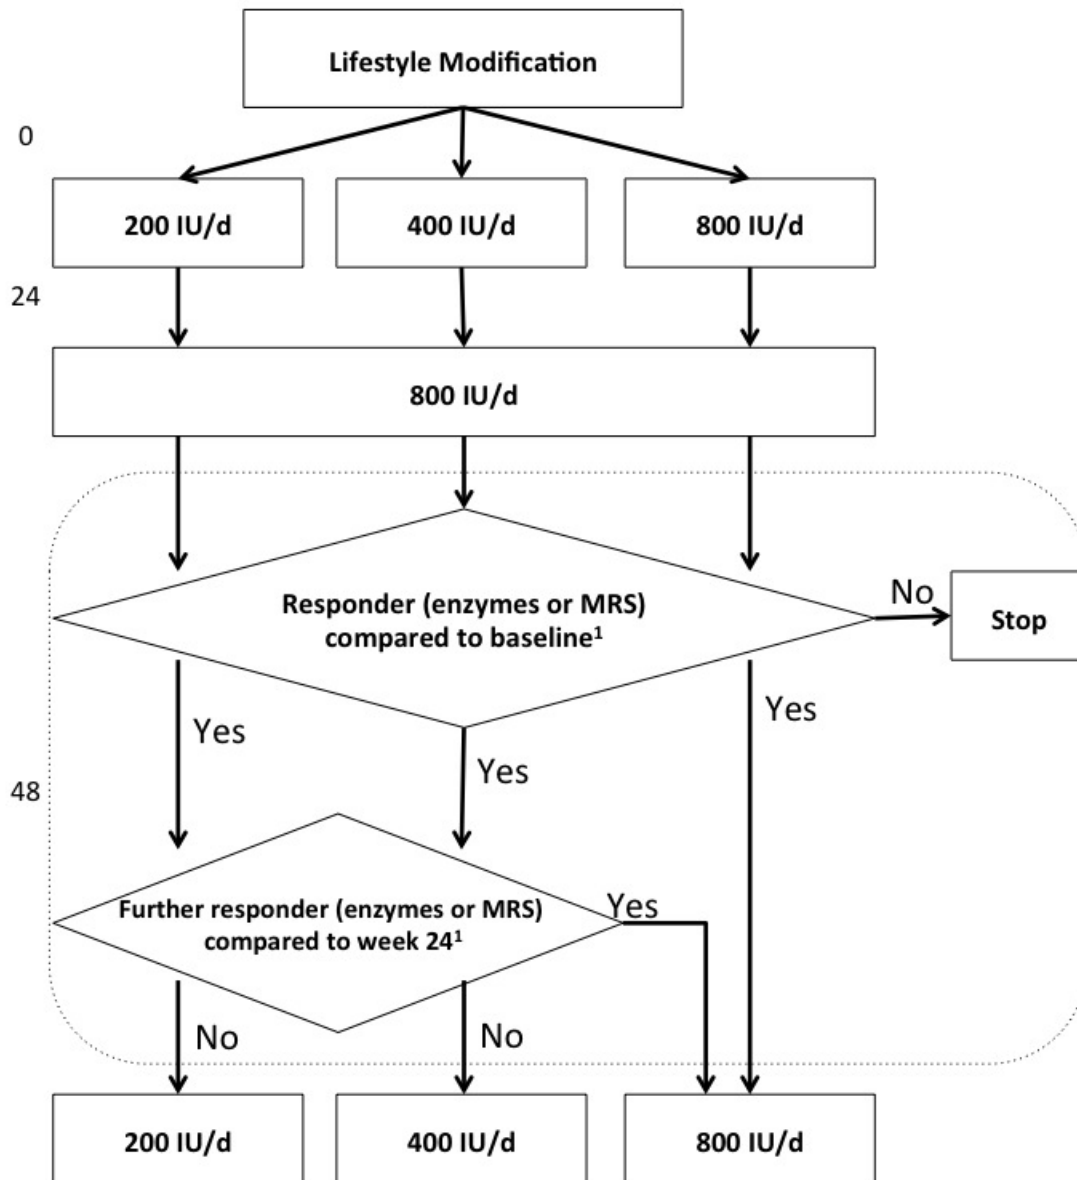 Lifestyle Modification
0
200 IU/d
400 IU/d
800 IU/d
24
800 IU/d
Responder (enzymes or MRS)
compared to baseline¹
No
Stop
Yes
Yes
Yes
48
Further responder (enzymes or MRS)
compared to week 24¹
Yes
No
No
200 IU/d
400 IU/d
800 IU/d